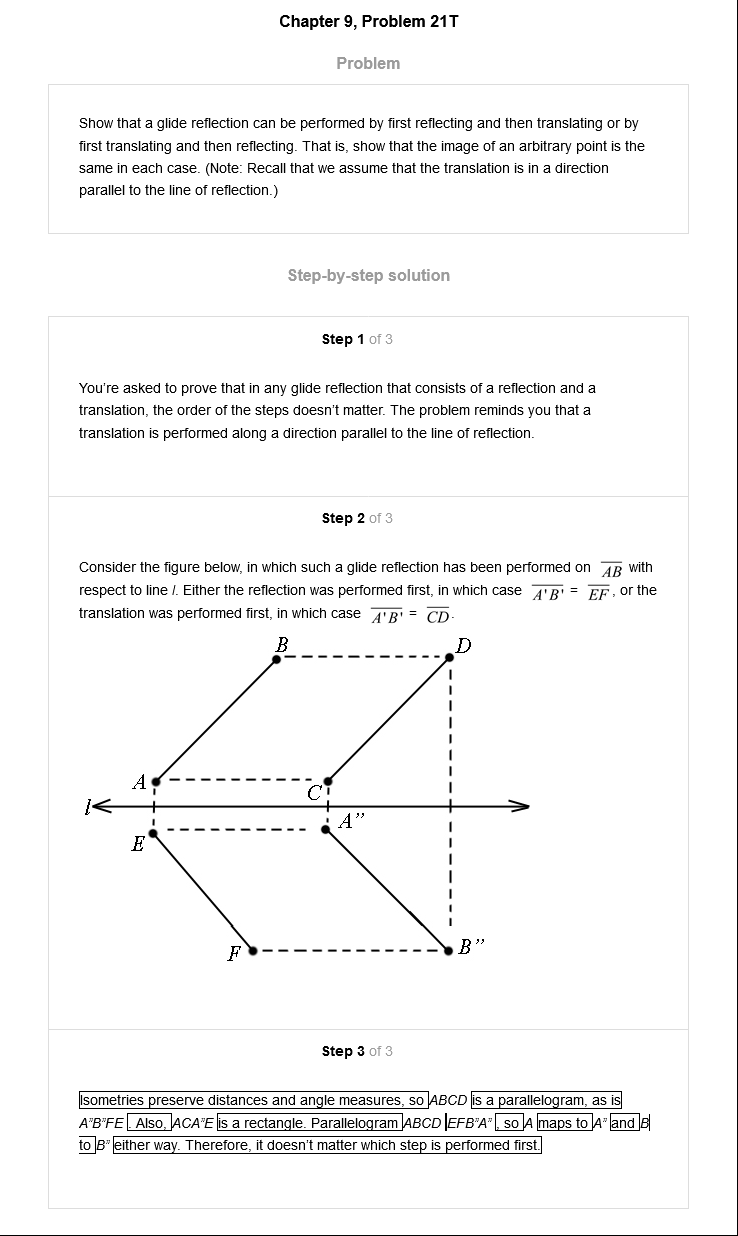 Chapter 9, Problem 21T
Problem
Show that a glide reflection can be performed by first reflecting and then translating or by
first translating and then reflecting. That is, show that the image of an arbitrary point is the
same in each case. (Note: Recall that we assume that the translation is in a direction
parallel to the line of reflection.)
Step-by-step solution
Step 1 of 3
You're asked to prove that in any glide reflection that consists of a reflection and a
translation, the order of the steps doesn't matter. The problem reminds you that a
translation is performed along a direction parallel to the line of reflection.
Step 2 of 3
Consider the figure below, in which such a glide reflection has been performed on AB with
respect to line l. Either the reflection was performed first, in which case A'B' = EF, or the
translation was performed first, in which case A'B' = CD.
B
D
A
C
l
A”
E
F
B”
Step 3 of 3
Isometries preserve distances and angle measures, so ABCD is a parallelogram, as is
A"B"FE . Also, ACA"E is a rectangle. Parallelogram ABCD EFB"A" , so A maps to A" and B
to B" either way. Therefore, it doesn't matter which step is performed first.